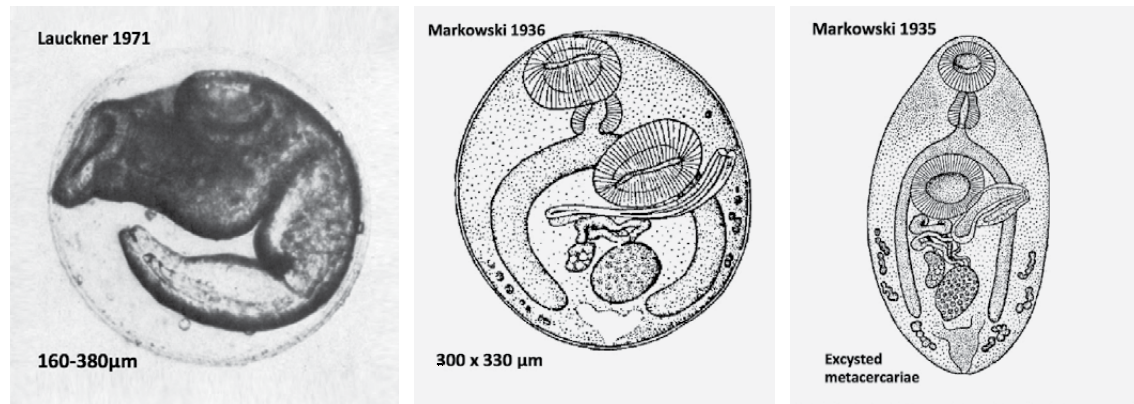 Lauckner 1971
160-380µm
Markowski 1936
300 x 330 µm
Markowski 1935
Excysted
metacercariae